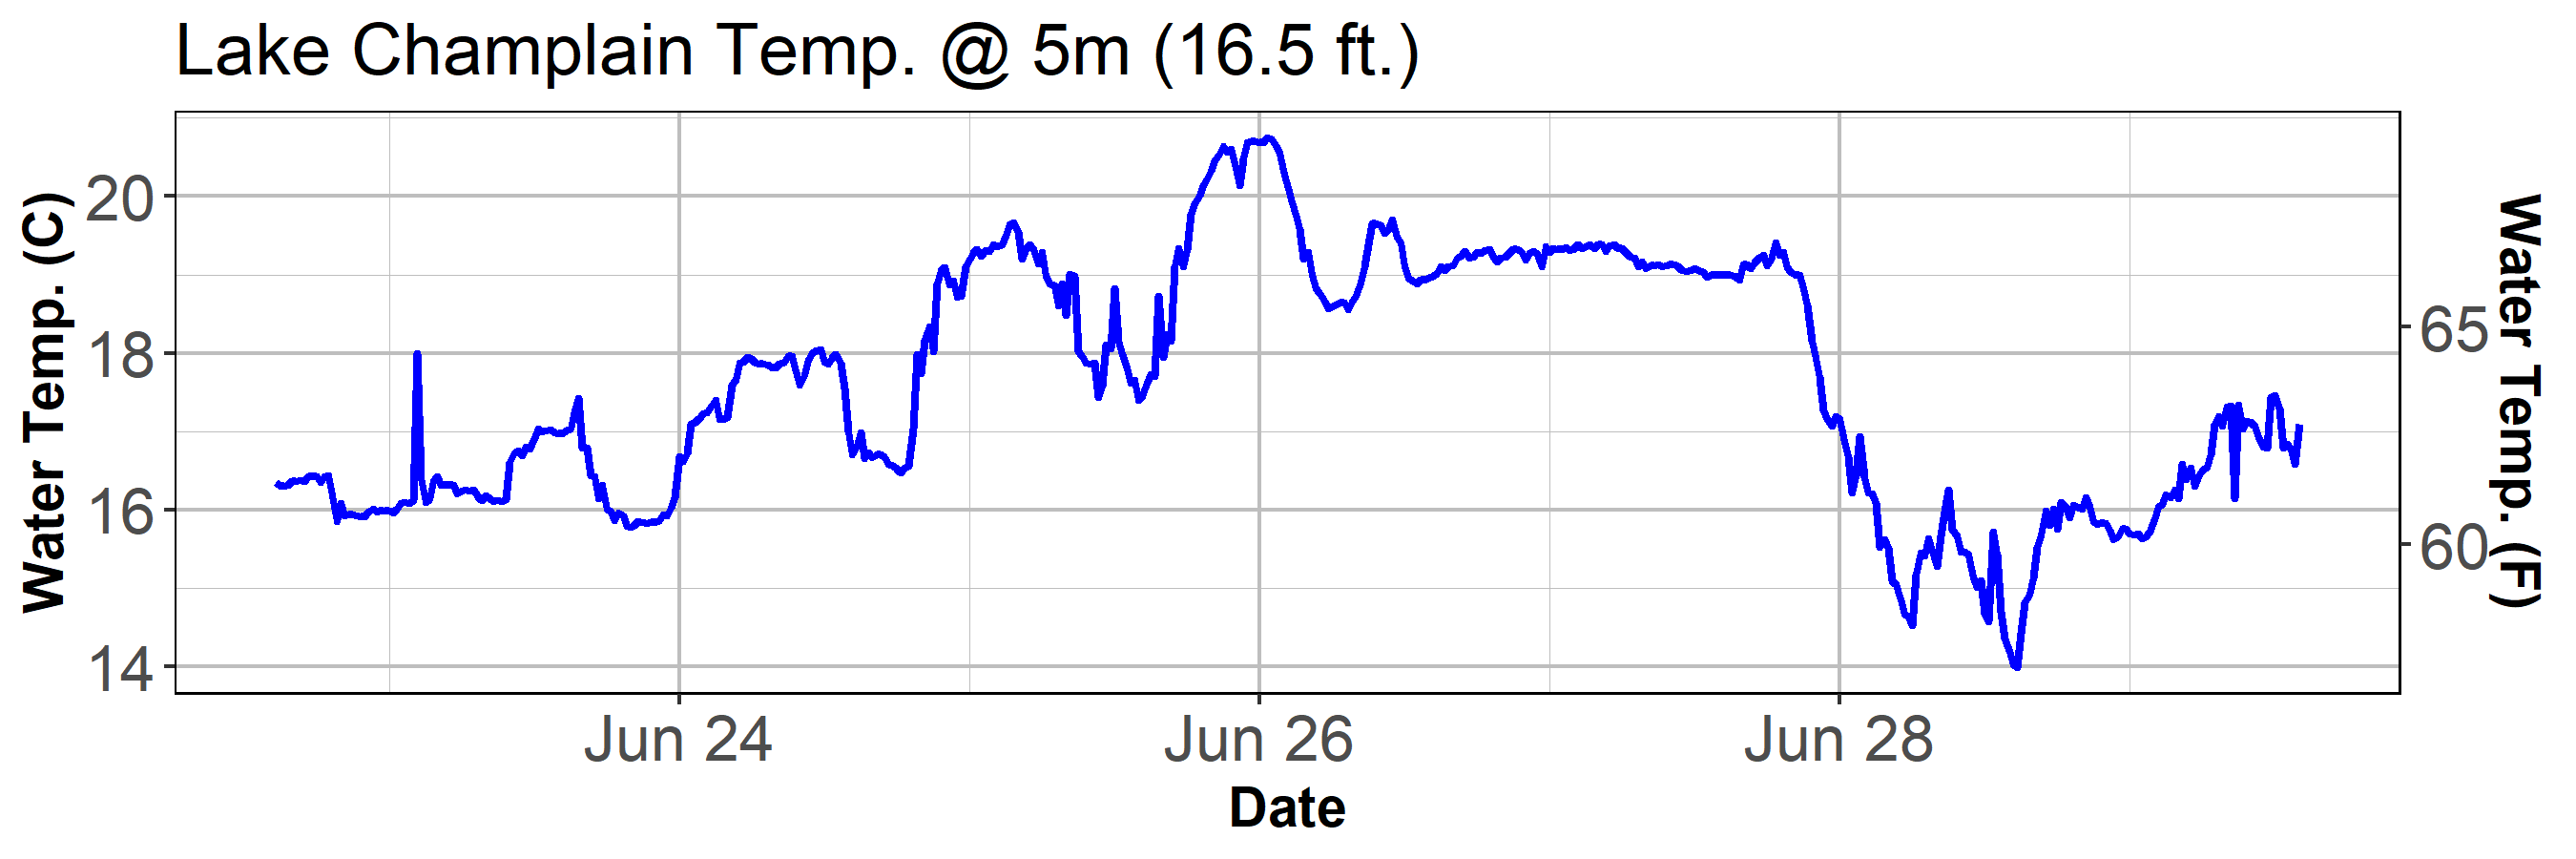 Lake Champlain Temp. @ 5m (16.5 ft.)
Water Temp. (C)
20
18
16
14
65
60
Water Temp. (F)
Jun 24
Jun 26
Jun 28
Date